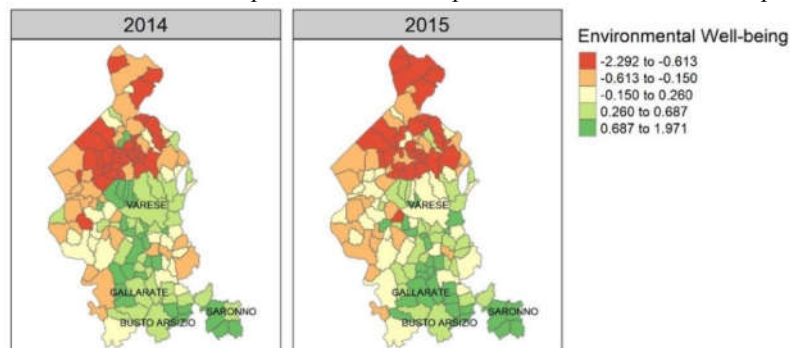 2014
2015
Environmental Well-being
-2.292 to -0.613
-0.613 to -0.150
-0.150 to 0.260
0.260 to 0.687
0.687 to 1.971
VARESE
GALLARATE
SARONNO
BUSTO ARSIZIO
VARESE
GALLARATE
SARONNO
BUSTO ARSIZIO